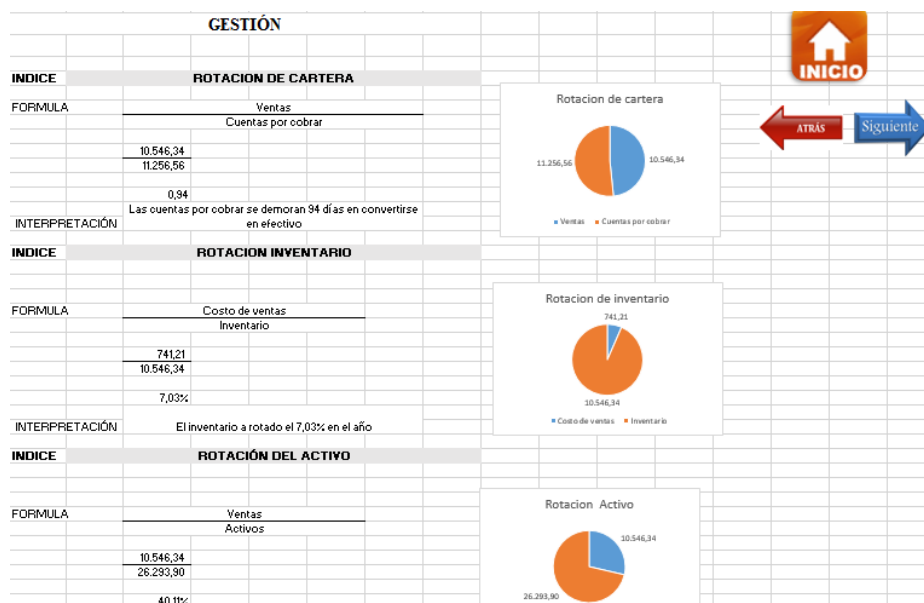 GESTIÓN
INICIO
ATRÁS
Siguiente
INDICE ROTACION DE CARTERA
FORMULA Ventas
Cuentas por cobrar
10.546,34
11.256,56
0,94
Las cuentas por cobrar se demoran 94 días en convertirse
INTERPRETACIÓN en efectivo
Rotacion de cartera
11.256,56
10.546,34
Ventas Cuentas por cobrar
INDICE ROTACION INVENTARIO
FORMULA Costo de ventas
Inventario
741,21
10.546,34
7,03%
INTERPRETACIÓN El inventario a rotado el 7,03% en el año
Rotacion de inventario
741,21
10.546,34
Costo de ventas Inventario
INDICE ROTACIÓN DEL ACTIVO
FORMULA Ventas
Activos
10.546,34
26.293,90
40,11%
Rotacion Activo
10.546,34
26.293,90